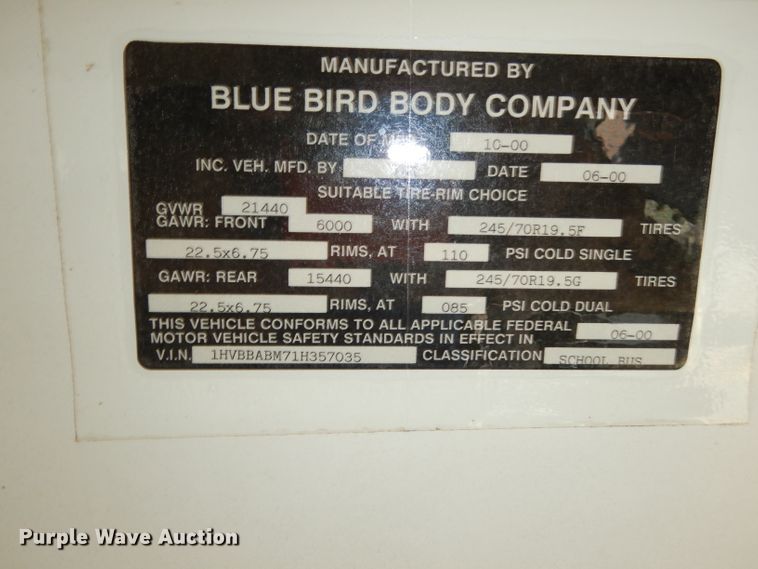 MANUFACTURED BY
BLUE BIRD BODY COMPANY
DATE OF MFG. 10-00
INC. VEH. MFD. BY DATE 06-00
SUITABLE TIRE-RIM CHOICE
GVWR 21440
GAWR: FRONT 6000 WITH 245/70R19.5F TIRES
22.5x6.75 RIMS, AT 110 PSI COLD SINGLE
GAWR: REAR 15440 WITH 245/70R19.5G TIRES
22.5x6.75 RIMS, AT 085 PSI COLD DUAL
THIS VEHICLE CONFORMS TO ALL APPLICABLE FEDERAL
MOTOR VEHICLE SAFETY STANDARDS IN EFFECT IN 06-00
V.I.N. 1HVBBABM71H357035 CLASSIFICATION SCHOOL BUS
Purple Wave Auction